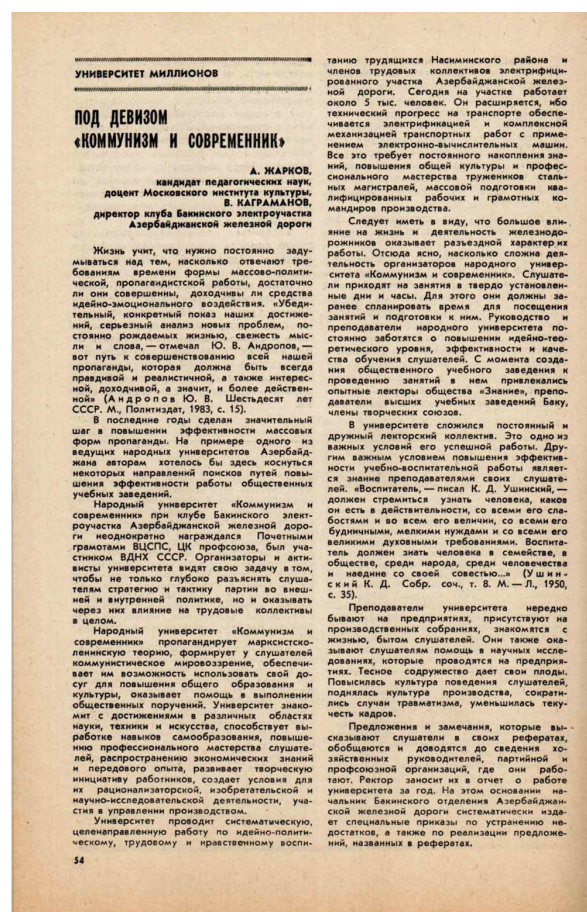 УНИВЕРСИТЕТ МИЛЛИОНОВ
ПОД ДЕВИЗОМ
«КОММУНИЗМ И СОВРЕМЕННИК»
А. ЖАРКОВ,
кандидат педагогических наук,
доцент Московского института культуры,
В. КАГРАМАНОВ,
директор клуба Бакинского электроучастка
Азербайджанской железной дороги
Жизнь учит, что нужно постоянно заду-
мываться над тем, насколько отвечают тре-
бованиям времени формы массово-полити-
ческой, пропагандистской работы, достаточно
ли они совершенны, доходчивы ли средства
идейно-эмоционального воздействия. «Убеди-
тельный, конкретный показ наших достиже-
ний, серьезный анализ новых проблем, по-
стоянно рождаемых жизнью, свежесть мыс-
ли и слова, — отмечал Ю. В. Андропов, —
вот путь к совершенствованию всей нашей
пропаганды, которая должна быть всегда
правдивой и реалистичной, а также интерес-
ной, доходчивой, а значит, и более действен-
ной» (Андропов Ю. В. Шестьдесят лет
СССР. М., Политиздат, 1983, с. 15).
В последние годы сделан значительный
шаг в повышении эффективности массовых
форм пропаганды. На примере одного из
ведущих народных университетов Азербайд-
жана авторам хотелось бы здесь коснуться
некоторых направлений поисков путей повы-
шения эффективности работы общественных
учебных заведений.
Народный университет «Коммунизм и
современник» при клубе Бакинского элект-
роучастка Азербайджанской железной доро-
ги неоднократно награждался Почетными
грамотами ВЦСПС, ЦК профсоюза, был уча-
стником ВДНХ СССР. Организаторы и акти-
висты университета видят свою задачу в том,
чтобы не только глубоко разъяснять слуша-
телям стратегию и тактику партии во внеш-
ней и внутренней политике, но и оказывать
через них влияние на трудовые коллективы
в целом.
Народный университет «Коммунизм и
современник» пропагандирует марксистско-
ленинскую теорию, формирует у слушателей
коммунистическое мировоззрение, обеспечи-
вает им возможность использовать свой до-
суг для повышения общего образования и
культуры, оказывает помощь в выполнении
общественных поручений. Университет знако-
мит с достижениями в различных областях
науки, техники и искусства, способствует вы-
работке навыков самообразования, повыше-
нию профессионального мастерства слушате-
лей, распространению экономических знаний
и передового опыта, развивает творческую
инициативу работников, создает условия для
их рационализаторской, изобретательской и
научно-исследовательской деятельности, уча-
стия в управлении производством.
Университет проводит систематическую,
целенаправленную работу по идейно-полити-
ческому, трудовому и нравственному воспи-
54
танию трудящихся Насиминского района и
членов трудовых коллективов электрифици-
рованного участка Азербайджанской желез-
ной дороги. Сегодня на участке работает
около 5 тыс. человек. Он расширяется, ибо
технический прогресс на транспорте обеспе-
чивается электрификацией и комплексной
механизацией транспортных работ с приме-
нением электронно-вычислительных машин.
Все это требует постоянного накопления зна-
ний, повышения общей культуры и профес-
сионального мастерства тружеников сталь-
ных магистралей, массовой подготовки ква-
лифицированных рабочих и грамотных ко-
мандиров производства.
Следует иметь в виду, что большое вли-
яние на жизнь и деятельность железнодо-
рожников оказывает разъездной характер их
работы. Отсюда ясно, насколько сложна дея-
тельность организаторов народного универ-
ситета «Коммунизм и современник». Слушате-
ли приходят на занятия в твердо установлен-
ные дни и часы. Для этого они должны за-
ранее спланировать время для посещения
занятий и подготовки к ним. Руководство и
преподаватели народного университета по-
стоянно заботятся о повышении идейно-тео-
ретического уровня, эффективности и каче-
ства обучения слушателей. С момента созда-
ния общественного учебного заведения к
проведению занятий в нем привлекались
опытные лекторы общества «Знание», препо-
даватели высших учебных заведений Баку,
члены творческих союзов.
В университете сложился постоянный и
дружный лекторский коллектив. Это одно из
важных условий его успешной работы. Дру-
гим важным условием повышения эффектив-
ности учебно-воспитательной работы являет-
ся знание преподавателями своих слушате-
лей. «Воспитатель, — писал К. Д. Ушинский, —
должен стремиться узнать человека, каков
он есть в действительности, со всеми его сла-
бостями и во всем его величии, со всеми его
будничными, мелкими нуждами и со всеми его
великими духовными требованиями. Воспита-
тель должен знать человека в семействе, в
обществе, среди народа, среди человечества
и наедине со своей совестью...» (Ушин-
ский К. Д. Собр. соч., т. 8. М. — Л., 1950,
с. 35).
Преподаватели университета нередко
бывают на предприятиях, присутствуют на
производственных собраниях, знакомятся с
жизнью, бытом слушателей. Они также ока-
зывают слушателям помощь в научных иссле-
дованиях, которые проводятся на предприя-
тиях. Тесное содружество дает свои плоды.
Повысилась культура поведения слушателей,
поднялась культура производства, сократи-
лись случаи травматизма, уменьшилась теку-
честь кадров.
Предложения и замечания, которые вы-
сказывают слушатели в своих рефератах,
обобщаются и доводятся до сведения хо-
зяйственных руководителей, партийной и
профсоюзной организаций, где они рабо-
тают. Ректор заносит их в отчет о работе
университета за год. На этом основании на-
чальник Бакинского отделения Азербайджан-
ской железной дороги систематически изда-
ет специальные приказы по устранению не-
достатков, а также по реализации предложе-
ний, названных в рефератах.